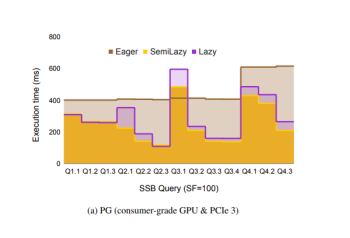 800
Eager SemiLazy Lazy
600
400
200
0
Execution time (ms)
Q1.1 Q1.2 Q1.3 Q2.1 Q2.2 Q2.3 Q3.1 Q3.2 Q3.3 Q3.4 Q4.1 Q4.2 Q4.3
SSB Query (SF=100)
(a) PG (consumer-grade GPU & PCIe 3)